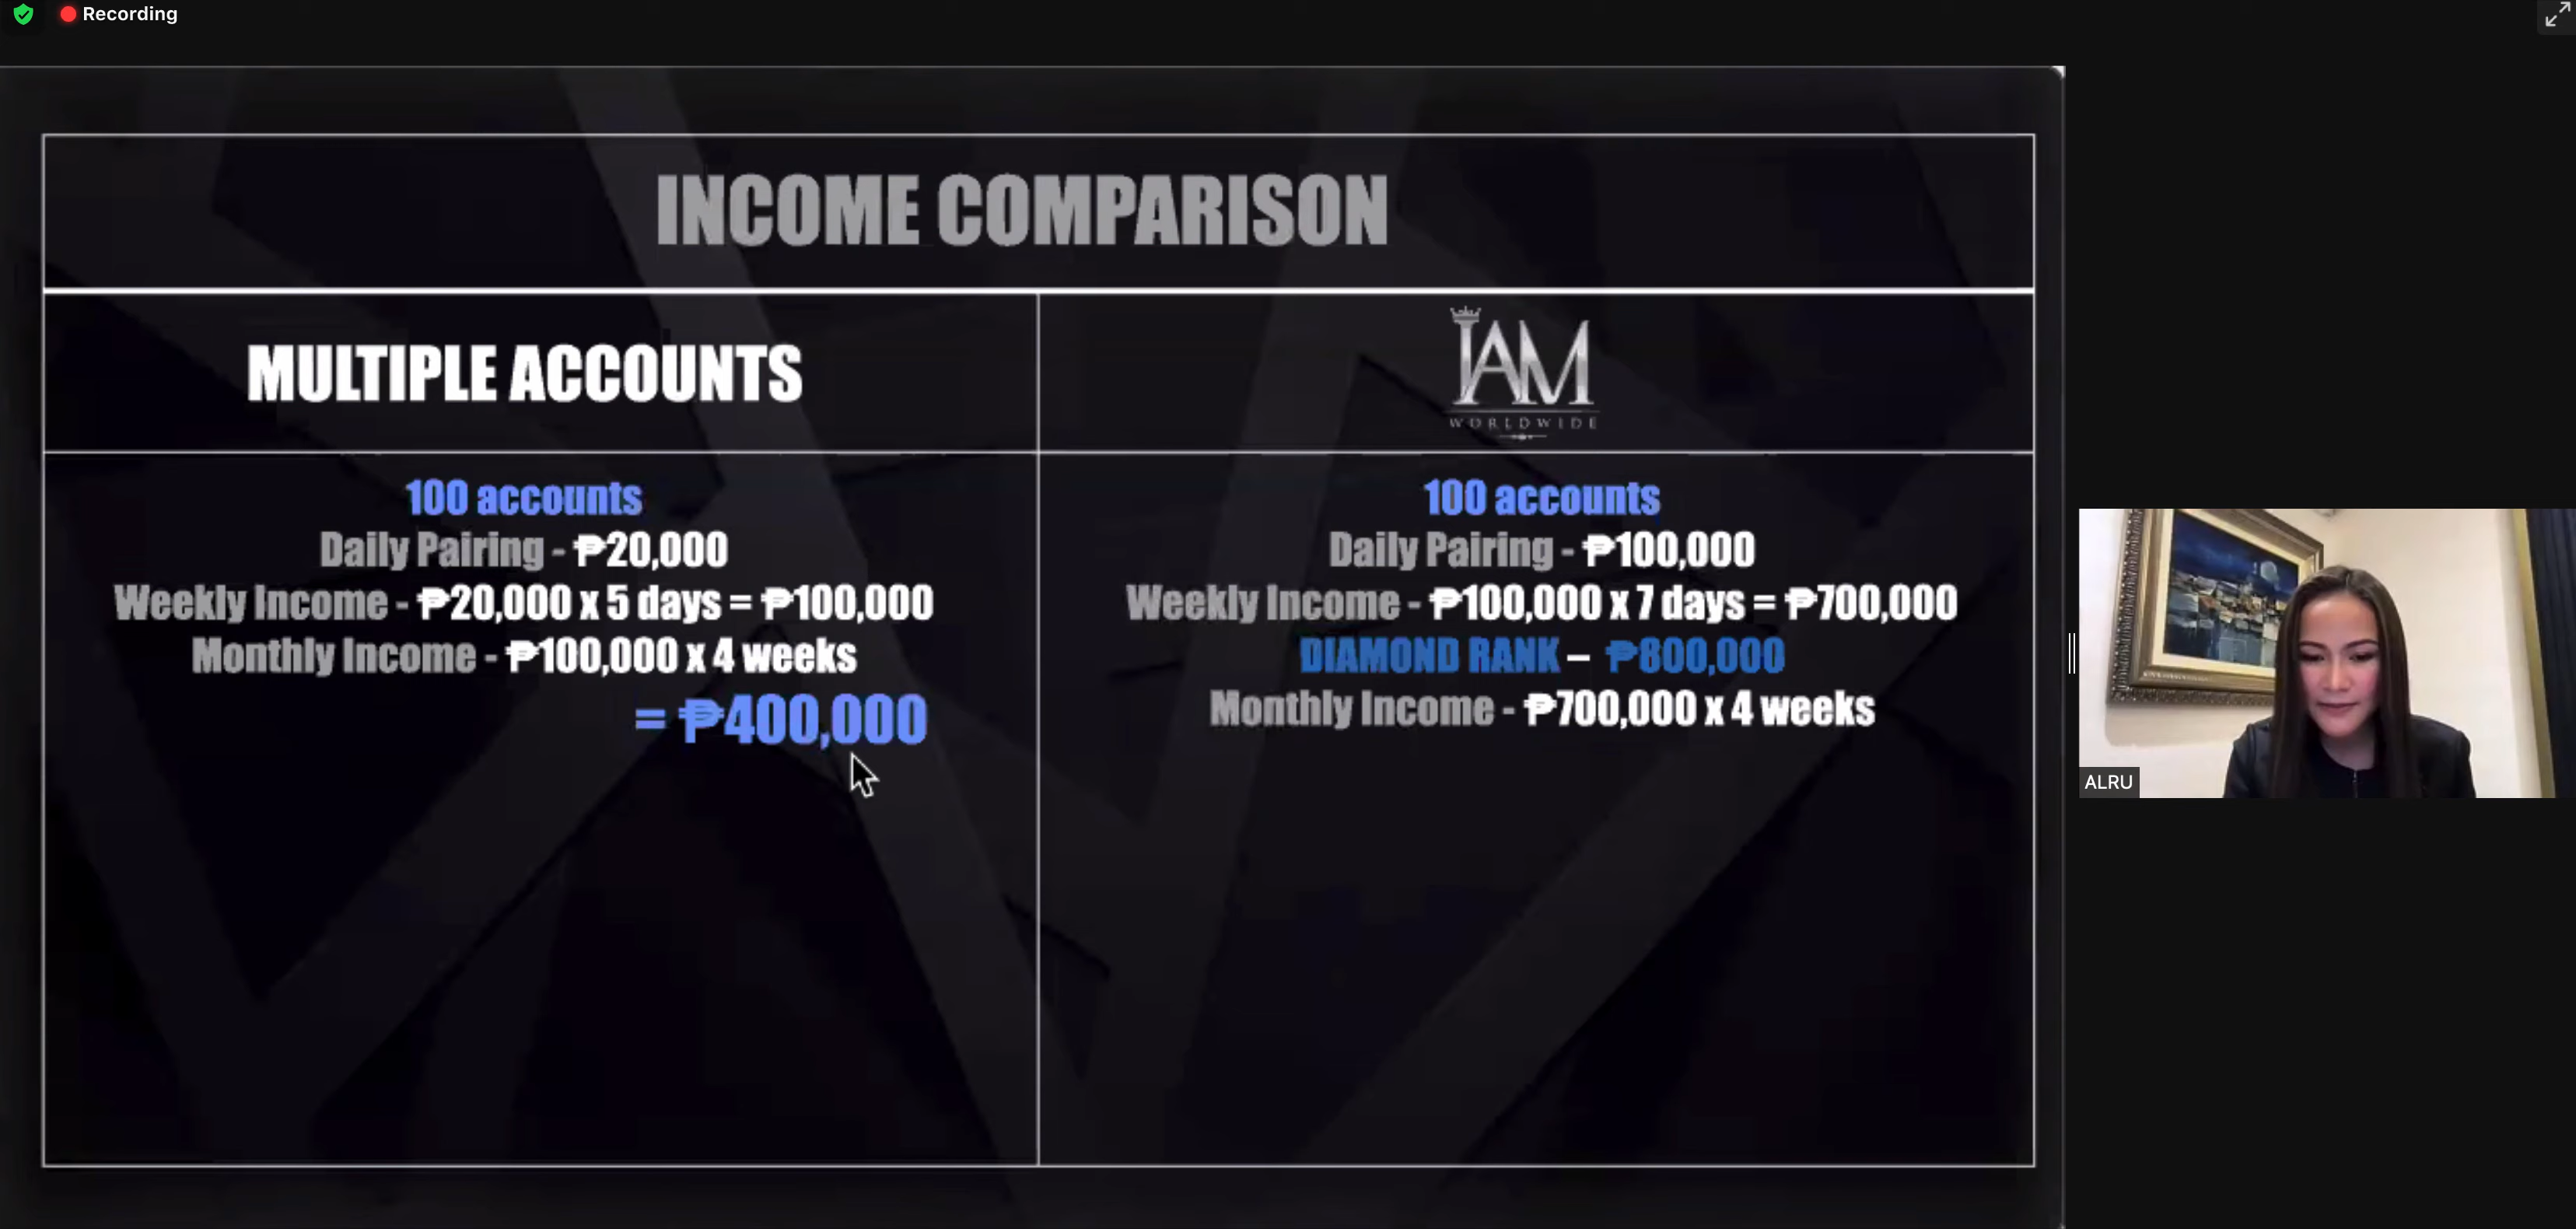 Recording
INCOME COMPARISON
MULTIPLE ACCOUNTS
100 accounts
Daily Pairing - ₱20,000
Weekly Income - ₱20,000 x 5 days = ₱100,000
Monthly Income - ₱100,000 x 4 weeks
= ₱400,000
IAM
WORLDWIDE
100 accounts
Daily Pairing - ₱100,000
Weekly Income - ₱100,000 x 7 days = ₱700,000
DIAMOND RANK – ₱800,000
Monthly Income - ₱700,000 x 4 weeks
ALRU